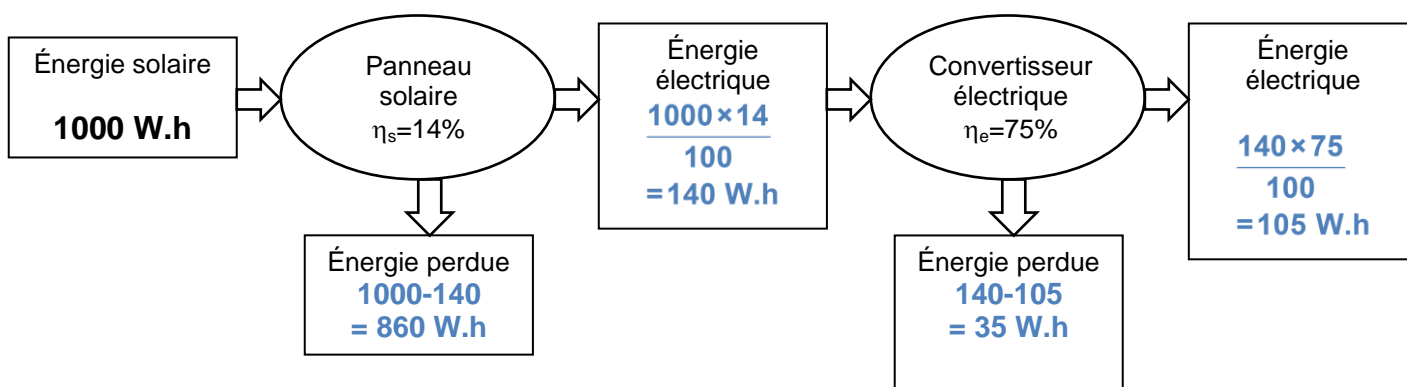 Énergie solaire
1000 W.h
Panneau
solaire
ηs=14%
Énergie
électrique
1000×14
100
=140 W.h
Convertisseur
électrique
ηe=75%
Énergie
électrique
140×75
100
=105 W.h
Énergie perdue
1000-140
= 860 W.h
Énergie perdue
140-105
= 35 W.h